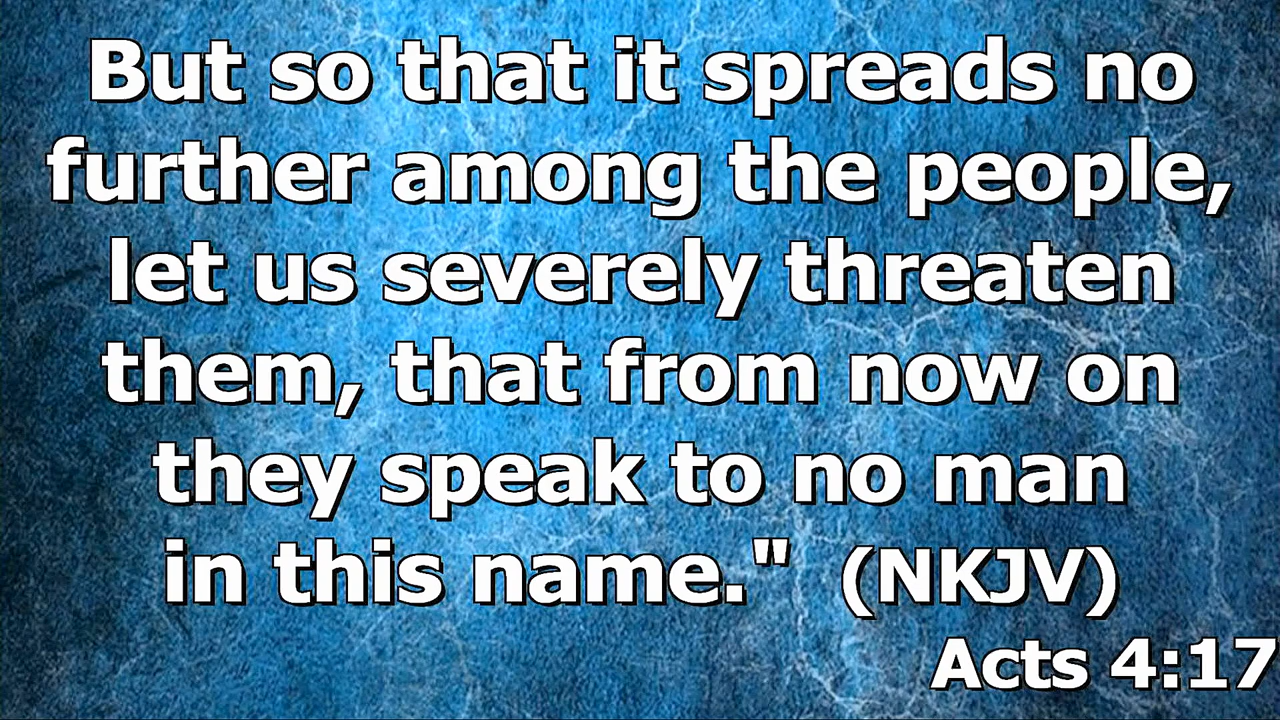 But so that it spreads no
further among the people,
let us severely threaten
them, that from now on
they speak to no man
in this name."  (NKJV)
Acts 4:17